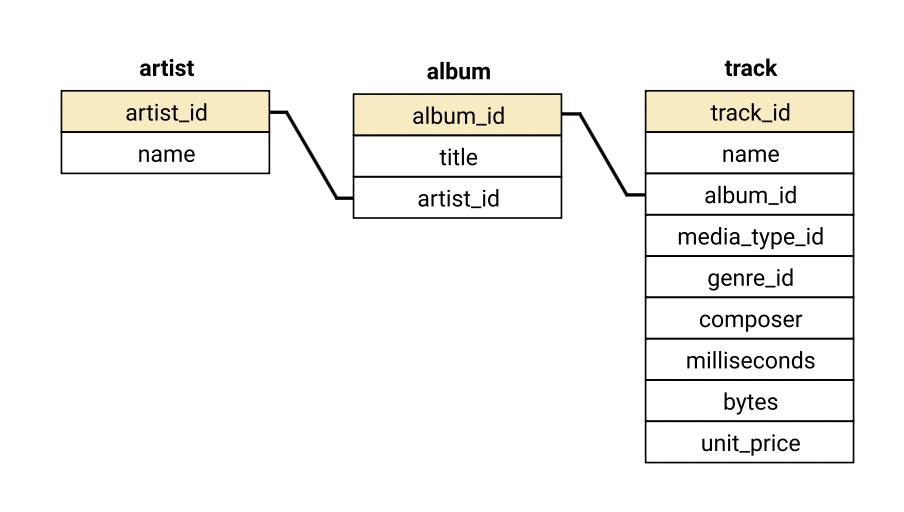 artist
artist_id
name
album
album_id
title
artist_id
track
track_id
name
album_id
media_type_id
genre_id
composer
milliseconds
bytes
unit_price